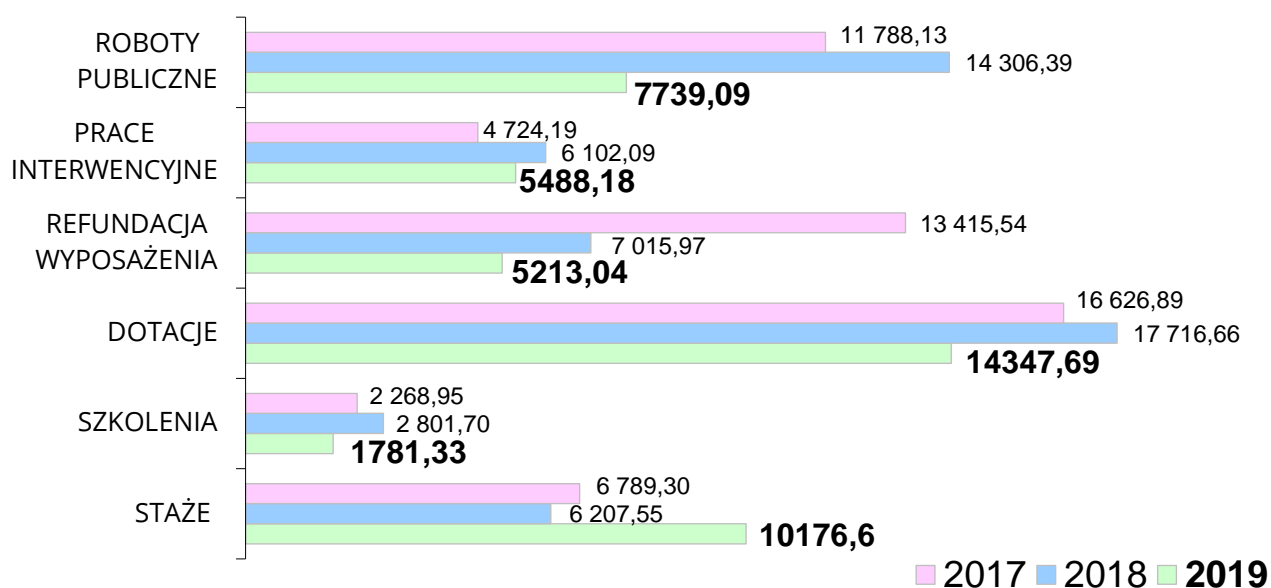 ROBOTY
PUBLICZNE
11 788,13
14 306,39
7739,09
PRACE
INTERWENCYJNE
4 724,19
6 102,09
5488,18
REFUNDACJA
WYPOSAŻENIA
13 415,54
7 015,97
5213,04
DOTACJE
16 626,89
17 716,66
14347,69
SZKOLENIA
2 268,95
2 801,70
1781,33
STAŻE
6 789,30
6 207,55
10176,6
2017 2018 2019